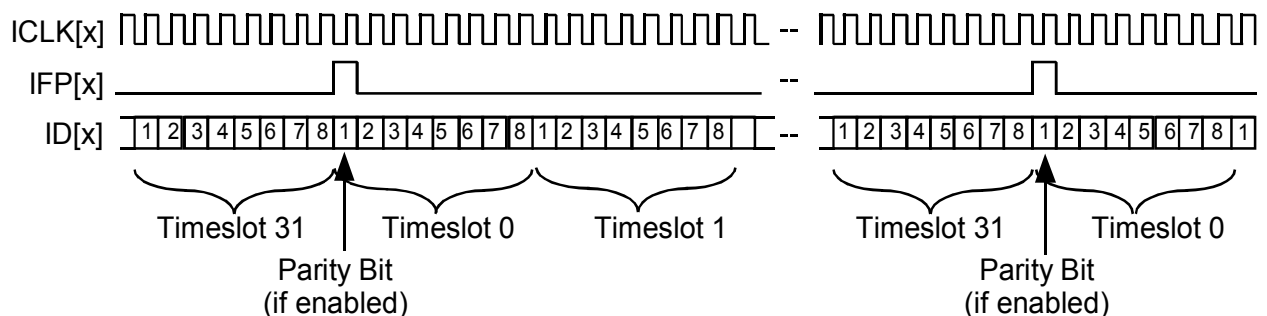 ICLK[x] --
IFP[x] --
ID[x] 1 2 3 4 5 6 7 8 1 2 3 4 5 6 7 8 1 2 3 4 5 6 7 8 -- 1 2 3 4 5 6 7 8 1 2 3 4 5 6 7 8 1
Timeslot 31 Timeslot 0 Timeslot 1 Timeslot 31 Timeslot 0
Parity Bit Parity Bit
(if enabled) (if enabled)